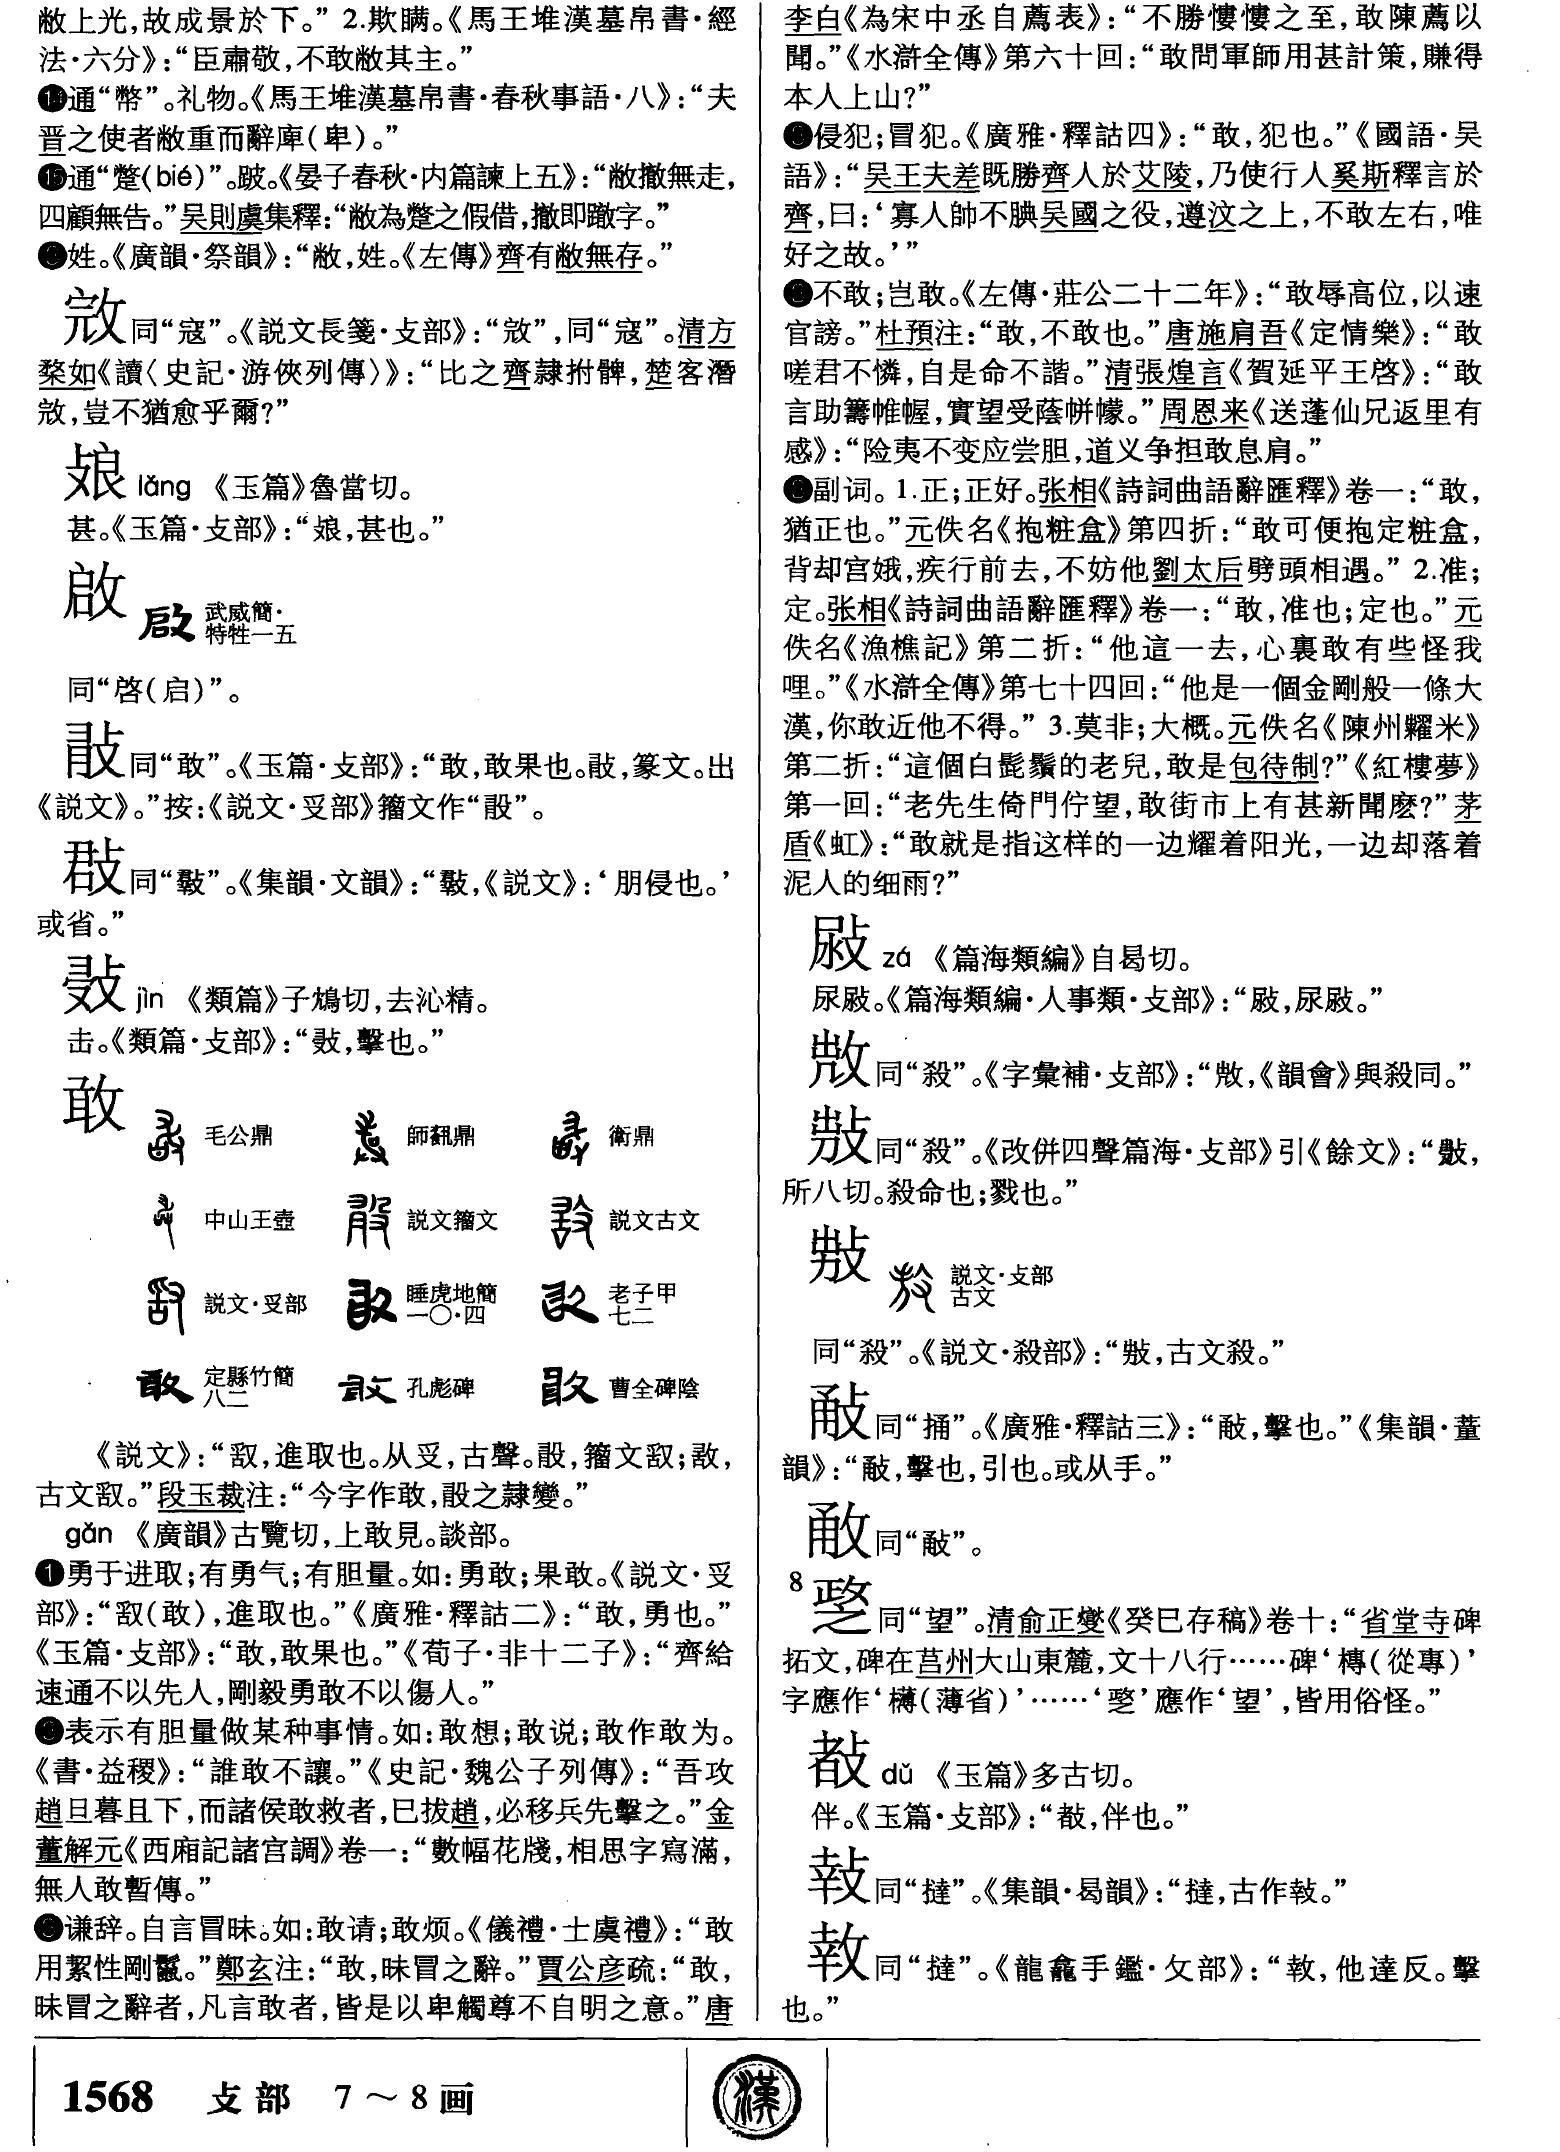 敝上光，故成景於下。”2.欺瞒。《馬王堆漢墓帛書·經
法·六分》：“臣肅敬，不敢敝其主。”
⓮通“幣”。礼物。《馬王堆漢墓帛書·春秋事語·八》：“夫
晋之使者敝重而辭庳（卑）。”
⓯通“蹩(bié)”。跛。《晏子春秋·内篇諫上五》：“敝撤無走，
四顧無告。”吴則虞集釋：“敝為蹩之假借，撤即躈字。”
姓。《廣韻·祭韻》：“敝，姓。《左傳》齊有敝無存。”
同“寇”。《説文長箋·攴部》：“㓂”，同“寇”。清方
楘如《讀〈史記·游俠列傳〉》：“比之齊隸拊髀，楚客潛
，豈不猶愈乎爾？”
lǎng 《玉篇》魯當切。
甚。《玉篇·攴部》：“，甚也。”
啟 武威簡·
特牲一五
同“啓（启）”。
同“敢”。《玉篇·攴部》：“敢，敢果也。，篆文。出
《説文》。”按：《説文·𠬪部》籀文作“”。
同“”。《集韻·文韻》：“，《説文》：‘朋侵也。’
或省。”
jìn 《類篇》子鴆切，去沁精。
击。《類篇·攴部》：“，擊也。”
敢
毛公鼎 師𩛥鼎 衛鼎
中山王壺 説文籀文 説文古文
説文·𠬪部 睡虎地簡一〇·四 老子甲七二
定縣竹簡八二 孔彪碑 曹全碑陰
《説文》：“𠭖，進取也。从𠬪，古聲。，籀文𠭖；，
古文𠭖。”段玉裁注：“今字作敢，之隸變。”
gǎn 《廣韻》古覽切，上敢見。談部。
❶勇于进取；有勇气；有胆量。如：勇敢；果敢。《説文·𠬪
部》：“𠭖（敢），進取也。”《廣雅·釋詁二》：“敢，勇也。”
《玉篇·攴部》：“敢，敢果也。”《荀子·非十二子》：“齊給
速通不以先人，剛毅勇敢不以傷人。”
❷表示有胆量做某种事情。如：敢想；敢说；敢作敢为。
《書·益稷》：“誰敢不讓。”《史記·魏公子列傳》：“吾攻
趙旦暮且下，而諸侯敢救者，已拔趙，必移兵先擊之。”金
董解元《西廂記諸宫調》卷一：“數幅花牋，相思字寫滿，
無人敢暫傳。”
❸谦辞。自言冒昧。如：敢请；敢烦。《儀禮·士虞禮》：“敢
用絜牲剛鬣。”鄭玄注：“敢，昧冒之辭。”賈公彦疏：“敢，
昧冒之辭者，凡言敢者，皆是以卑觸尊不自明之意。”唐
李白《為宋中丞自薦表》：“不勝慺慺之至，敢陳薦以
聞。”《水滸全傳》第六十回：“敢問軍師用甚計策，賺得
本人上山？”
❹侵犯；冒犯。《廣雅·釋詁四》：“敢，犯也。”《國語·吴
語》：“吴王夫差既勝齊人於艾陵，乃使行人奚斯釋言於
齊，曰：‘寡人帥不腆吴國之役，遵汶之上，不敢左右，唯
好之故。’”
❺不敢；岂敢。《左傳·莊公二十二年》：“敢辱高位，以速
官謗。”杜預注：“敢，不敢也。”唐施肩吾《定情樂》：“敢
嗟君不憐，自是命不諧。”清張煌言《賀延平王啓》：“敢
言助籌帷幄，實望受蔭帡幪。”周恩来《送蓬仙兄返里有
感》：“险夷不变应尝胆，道义争担敢息肩。”
❻副词。1.正；正好。张相《詩詞曲語辭匯釋》卷一：“敢，
猶正也。”元佚名《抱粧盒》第四折：“敢可便抱定粧盒，
背却宫娥，疾行前去，不妨他劉太后劈頭相遇。”2.准；
定。张相《詩詞曲語辭匯釋》卷一：“敢，准也；定也。”元
佚名《漁樵記》第二折：“他這一去，心裏敢有些怪我
哩。”《水滸全傳》第七十四回：“他是一個金剛般一條大
漢，你敢近他不得。”3.莫非；大概。元佚名《陳州糶米》
第二折：“這個白髭鬚的老兒，敢是包待制？”《紅樓夢》
第一回：“老先生倚門佇望，敢街市上有甚新聞麽？”茅
盾《虹》：“敢就是指这样的一边耀着阳光，一边却落着
泥人的细雨？”
zá 《篇海類編》自曷切。
尿。《篇海類編·人事類·攴部》：“，尿。”
同“殺”。《字彙補·攴部》：“，《韻會》與殺同。”
同“殺”。《改併四聲篇海·攴部》引《餘文》：“，
所八切。殺命也；戮也。”
説文·攴部
古文
同“殺”。《説文·殺部》：“，古文殺。”
同“捅”。《廣雅·釋詁三》：“，擊也。”《集韻·董
韻》：“，擊也，引也。或从手。”
同“”。
8 同“望”。清俞正燮《癸巳存稿》卷十：“省堂寺碑
拓文，碑在莒州大山東麓，文十八行……碑‘榑（從專）’
字應作‘欂（薄省）’……‘’應作‘望’，皆用俗怪。”
dǔ 《玉篇》多古切。
伴。《玉篇·攴部》：“，伴也。”
同“撻”。《集韻·曷韻》：“撻，古作。”
同“撻”。《龍龕手鑑·攵部》：“，他達反。擊
也。”
1568 攴部 7～8画
漢